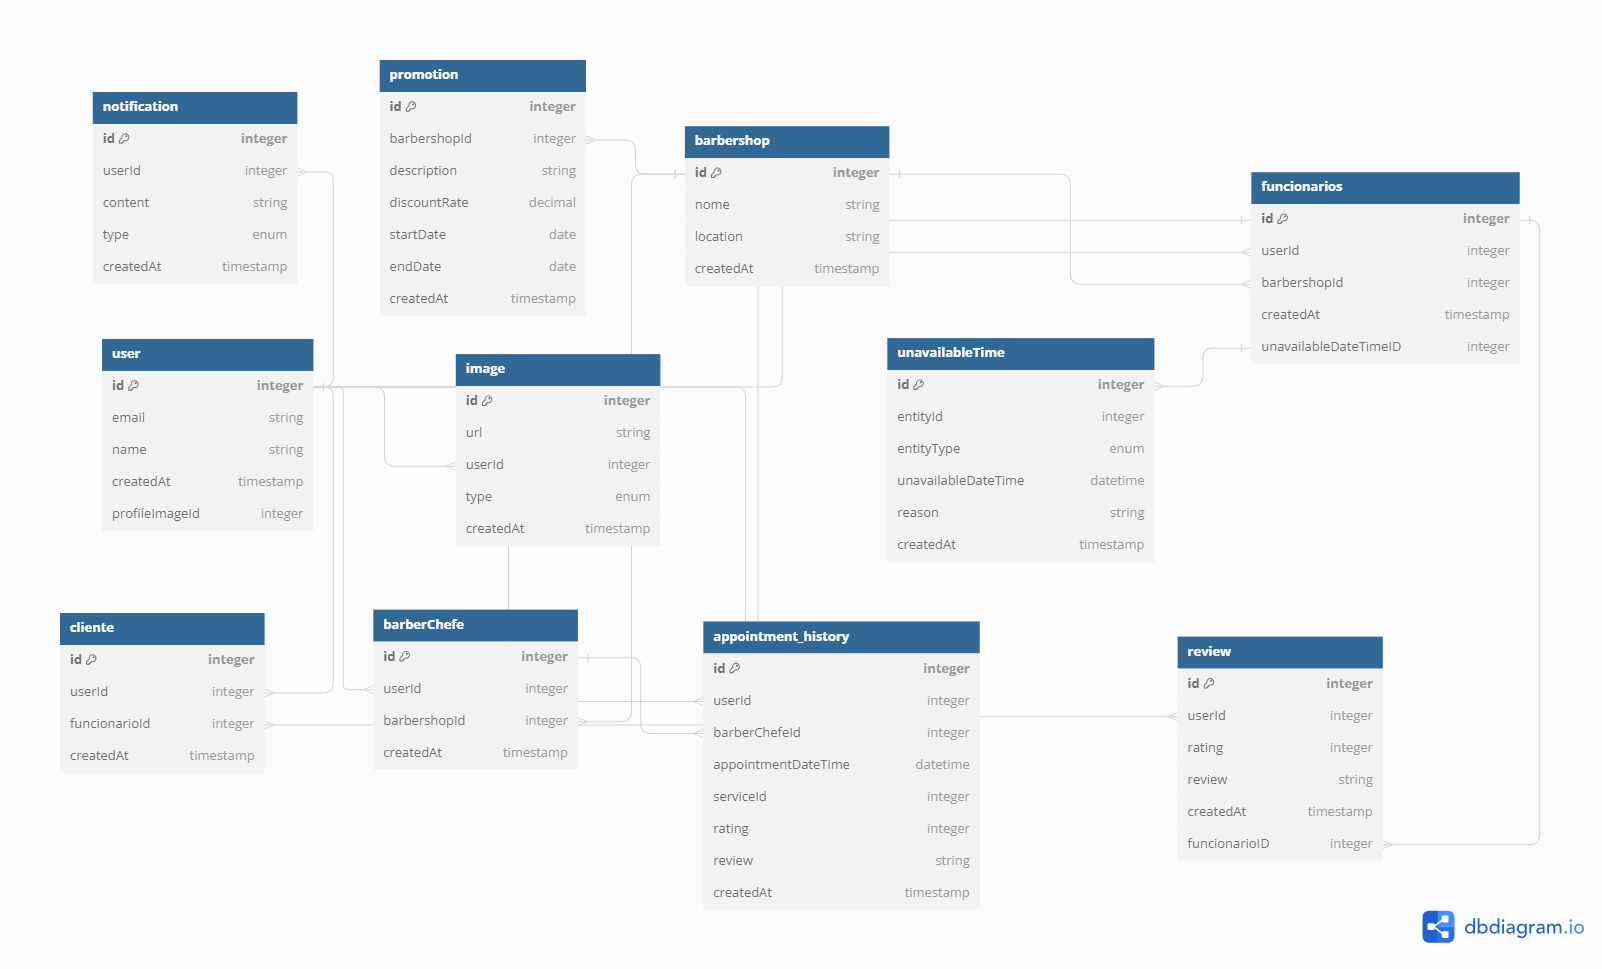 promotion
id integer
barbershopId integer
description string
discountRate decimal
startDate date
endDate date
createdAt timestamp
notification
id integer
userId integer
content string
type enum
createdAt timestamp
barbershop
id integer
nome string
location string
createdAt timestamp
funcionarios
id integer
userId integer
barbershopId integer
createdAt timestamp
unavailableDateTimeID integer
user
id integer
email string
name string
createdAt timestamp
profileImageId integer
image
id integer
url string
userId integer
type enum
createdAt timestamp
unavailableTime
id integer
entityId integer
entityType enum
unavailableDateTime datetime
reason string
createdAt timestamp
cliente
id integer
userId integer
funcionarioId integer
createdAt timestamp
barberChefe
id integer
userId integer
barbershopId integer
createdAt timestamp
appointment_history
id integer
userId integer
barberChefeId integer
appointmentDateTime datetime
serviceId integer
rating integer
review string
createdAt timestamp
review
id integer
userId integer
rating integer
review string
createdAt timestamp
funcionarioID integer
dbdiagram.io